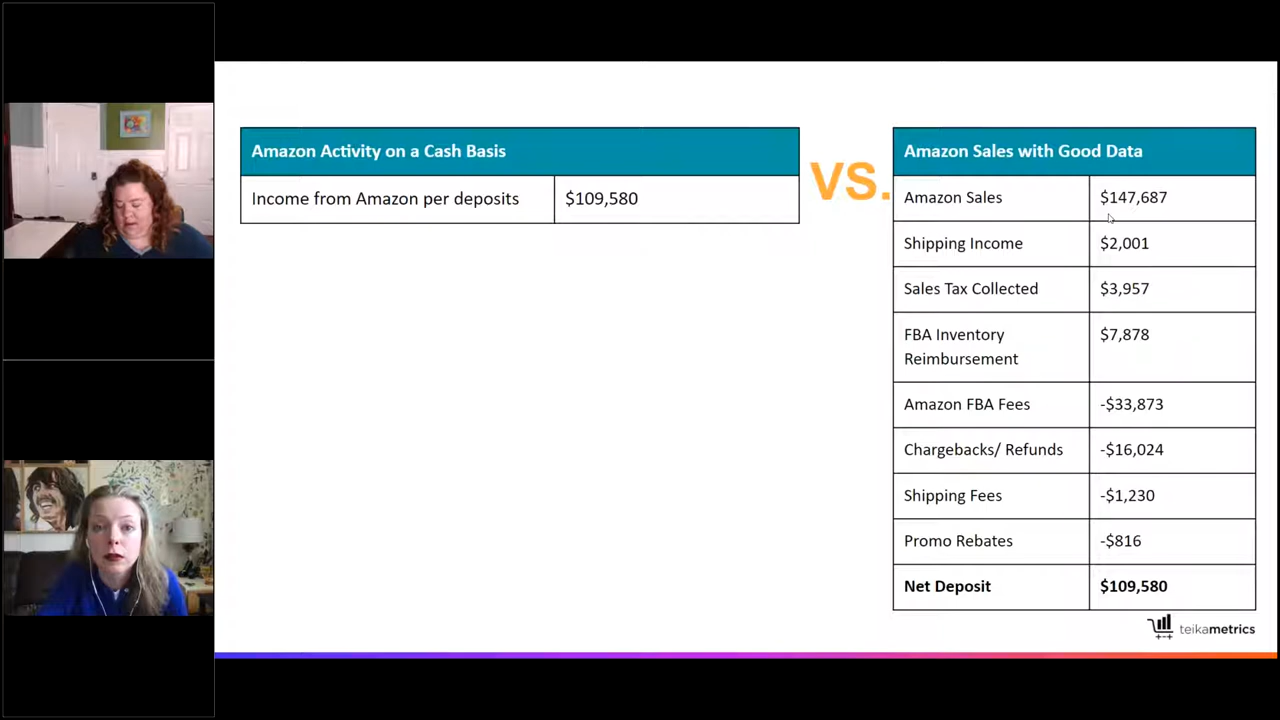 Amazon Activity on a Cash Basis
Income from Amazon per deposits $109,580
VS.
Amazon Sales with Good Data
Amazon Sales $147,687
Shipping Income $2,001
Sales Tax Collected $3,957
FBA Inventory
Reimbursement $7,878
Amazon FBA Fees -$33,873
Chargebacks/ Refunds -$16,024
Shipping Fees -$1,230
Promo Rebates -$816
Net Deposit $109,580
teikametrics